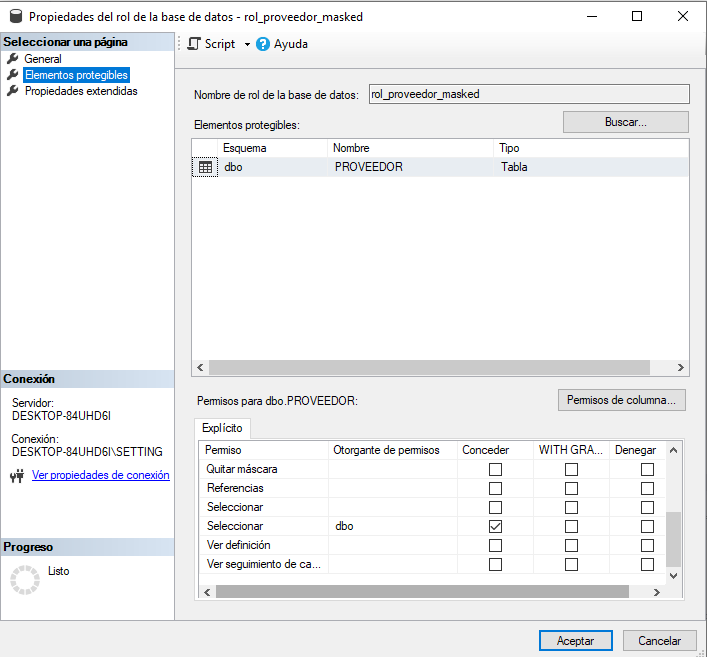 Propiedades del rol de la base de datos - rol_proveedor_masked
Seleccionar una página
General
Elementos protegibles
Propiedades extendidas
Script
Ayuda
Nombre de rol de la base de datos: rol_proveedor_masked
Elementos protegibles:
Buscar...
Esquema Nombre Tipo
dbo PROVEEDOR Tabla
Conexión
Servidor:
DESKTOP-84UHD6I
Conexión:
DESKTOP-84UHD6I\SETTING
Ver propiedades de conexión
Progreso
Listo
Permisos para dbo.PROVEEDOR:
Permisos de columna...
Explícito
Permiso Otorgante de permisos Conceder WITH GRA... Denegar
Quitar máscara
Referencias
Seleccionar
Seleccionar dbo
Ver definición
Ver seguimiento de ca...
Aceptar
Cancelar